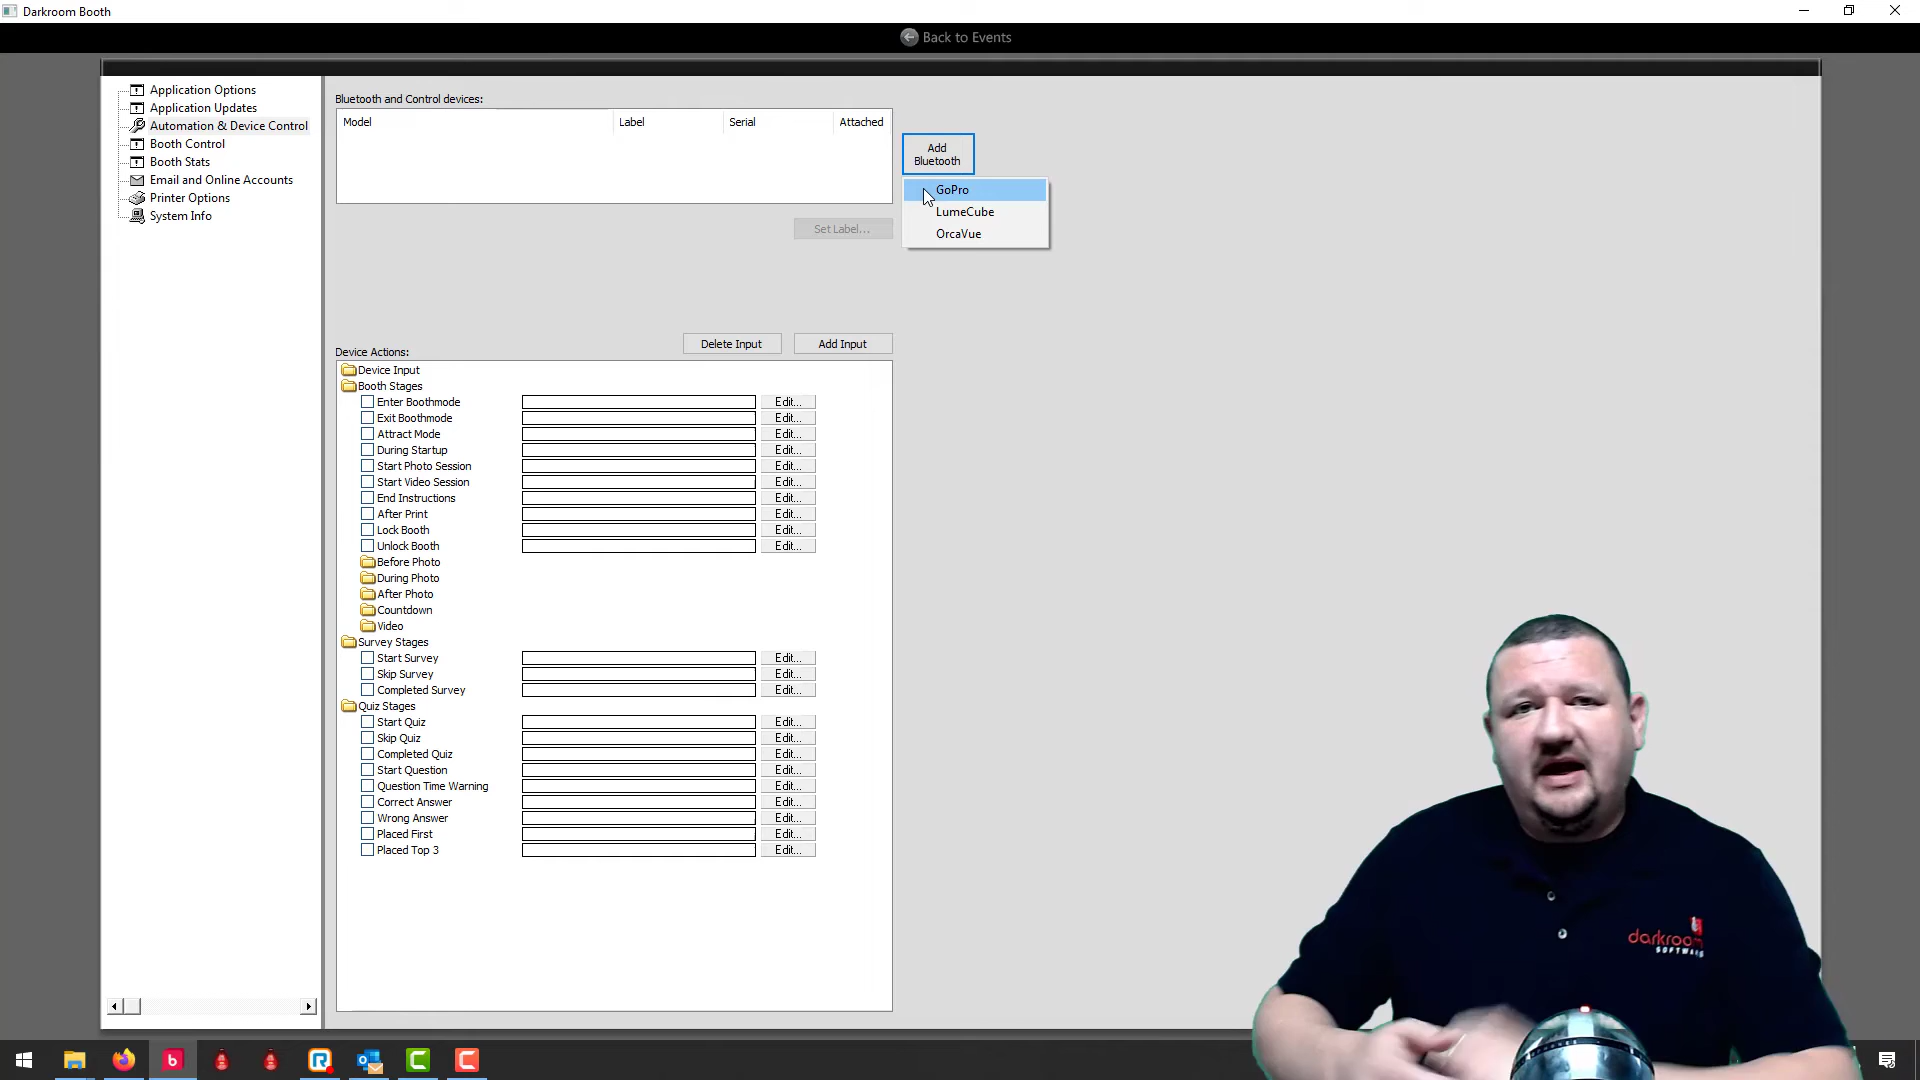 Darkroom Booth
Back to Events
Application Options
Application Updates
Automation & Device Control
Booth Control
Booth Stats
Email and Online Accounts
Printer Options
System Info
Bluetooth and Control devices:
Model Label Serial Attached
Add
Bluetooth
GoPro
LumeCube
OrcaVue
Set Label...
Delete Input Add Input
Device Actions:
Device Input
Booth Stages
Enter Boothmode Edit...
Exit Boothmode Edit...
Attract Mode Edit...
During Startup Edit...
Start Photo Session Edit...
Start Video Session Edit...
End Instructions Edit...
After Print Edit...
Lock Booth Edit...
Unlock Booth Edit...
Before Photo
During Photo
After Photo
Countdown
Video
Survey Stages
Start Survey Edit...
Skip Survey Edit...
Completed Survey Edit...
Quiz Stages
Start Quiz Edit...
Skip Quiz Edit...
Completed Quiz Edit...
Start Question Edit...
Question Time Warning Edit...
Correct Answer Edit...
Wrong Answer Edit...
Placed First Edit...
Placed Top 3 Edit...
darkroom
SOFTWARE